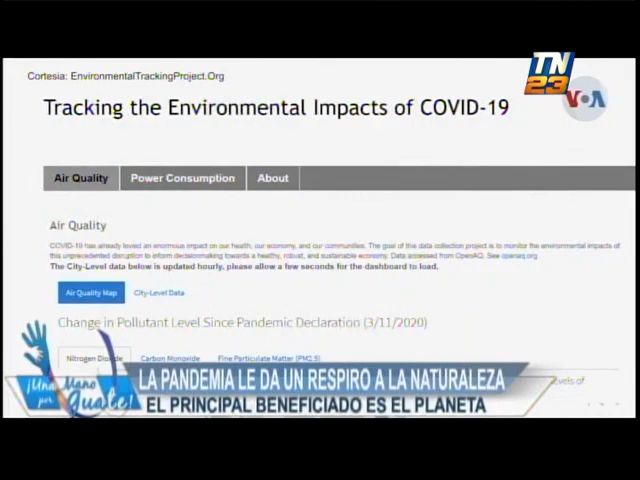 TN
23
VOA
Cortesia: EnvironmentalTrackingProject.Org
Tracking the Environmental Impacts of COVID-19
Air Quality
Power Consumption
About
Air Quality
COVID-19 has already levied an enormous impact on our health, our economy, and our communities. The goal of this data collection project is to monitor the environmental impacts of
this unprecedented disruption to inform decisionmaking towards a healthy, robust, and sustainable economy. Data accessed from OpenAQ. See openaq.org
The City-Level data below is updated hourly, please allow a few seconds for the dashboard to load.
Air Quality Map
City-Level Data
Change in Pollutant Level Since Pandemic Declaration (3/11/2020)
Nitrogen Dioxide
Carbon Monoxide
Fine Particulate Matter (PM2.5)
levels of
¡Una Mano
por Guate!
LA PANDEMIA LE DA UN RESPIRO A LA NATURALEZA
EL PRINCIPAL BENEFICIADO ES EL PLANETA